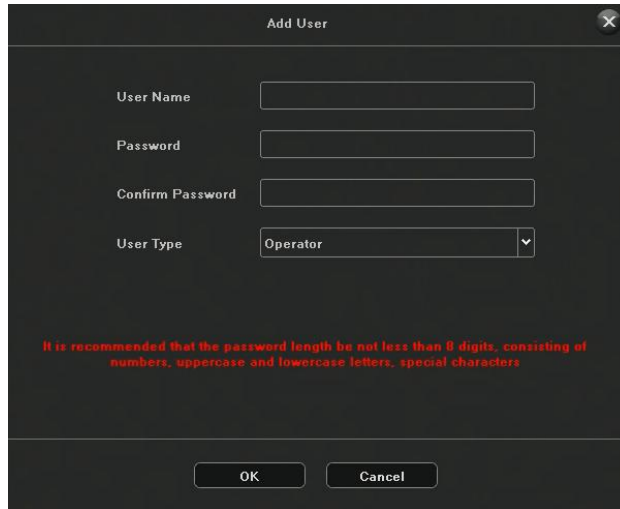 Add User
User Name
Password
Confirm Password
User Type
Operator
It is recommended that the password length be not less than 8 digits, consisting of
numbers, uppercase and lowercase letters, special characters
OK
Cancel